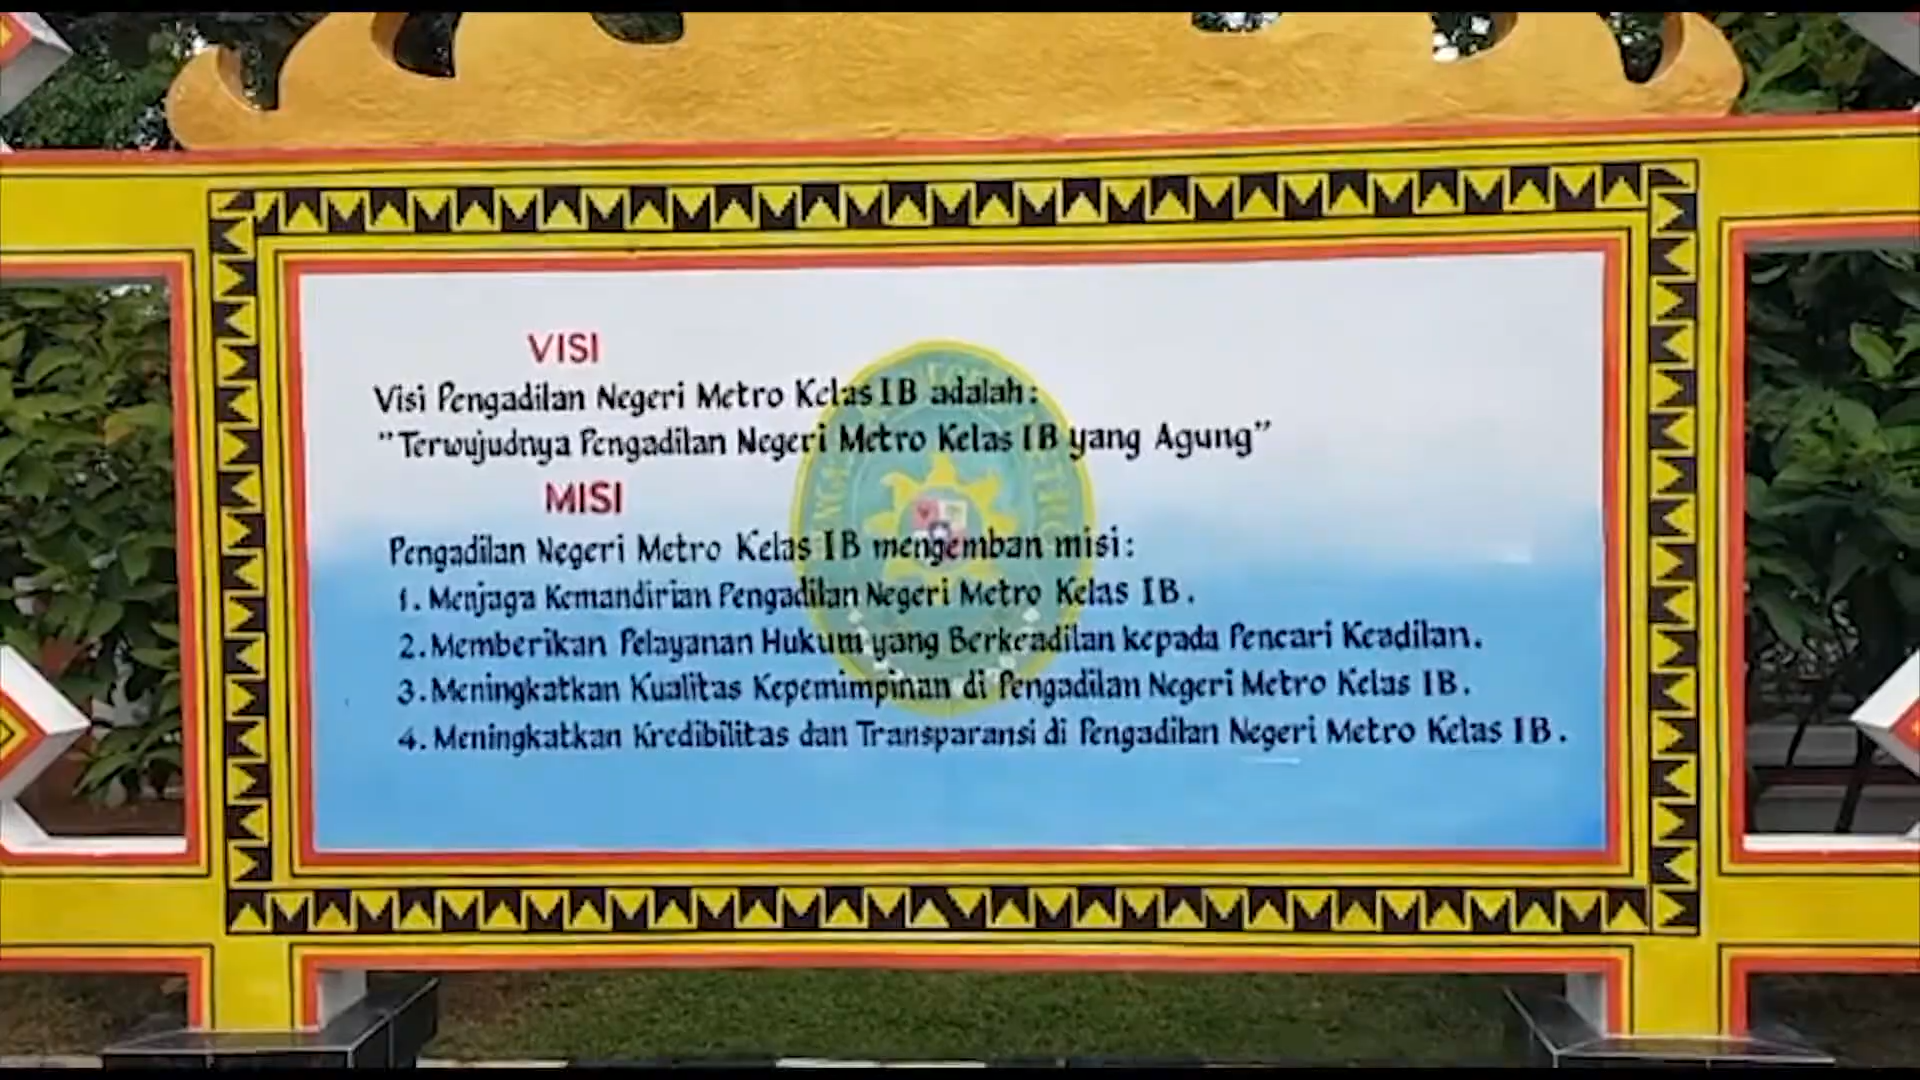 VISI
Visi Pengadilan Negeri Metro Kelas IB adalah:
"Terwujudnya Pengadilan Negeri Metro Kelas IB yang Agung"
MISI
Pengadilan Negeri Metro Kelas IB mengemban misi:
1. Menjaga Kemandirian Pengadilan Negeri Metro Kelas IB.
2. Memberikan Pelayanan Hukum yang Berkeadilan kepada Pencari Keadilan.
3. Meningkatkan Kualitas Kepemimpinan di Pengadilan Negeri Metro Kelas IB.
4. Meningkatkan Kredibilitas dan Transparansi di Pengadilan Negeri Metro Kelas IB.